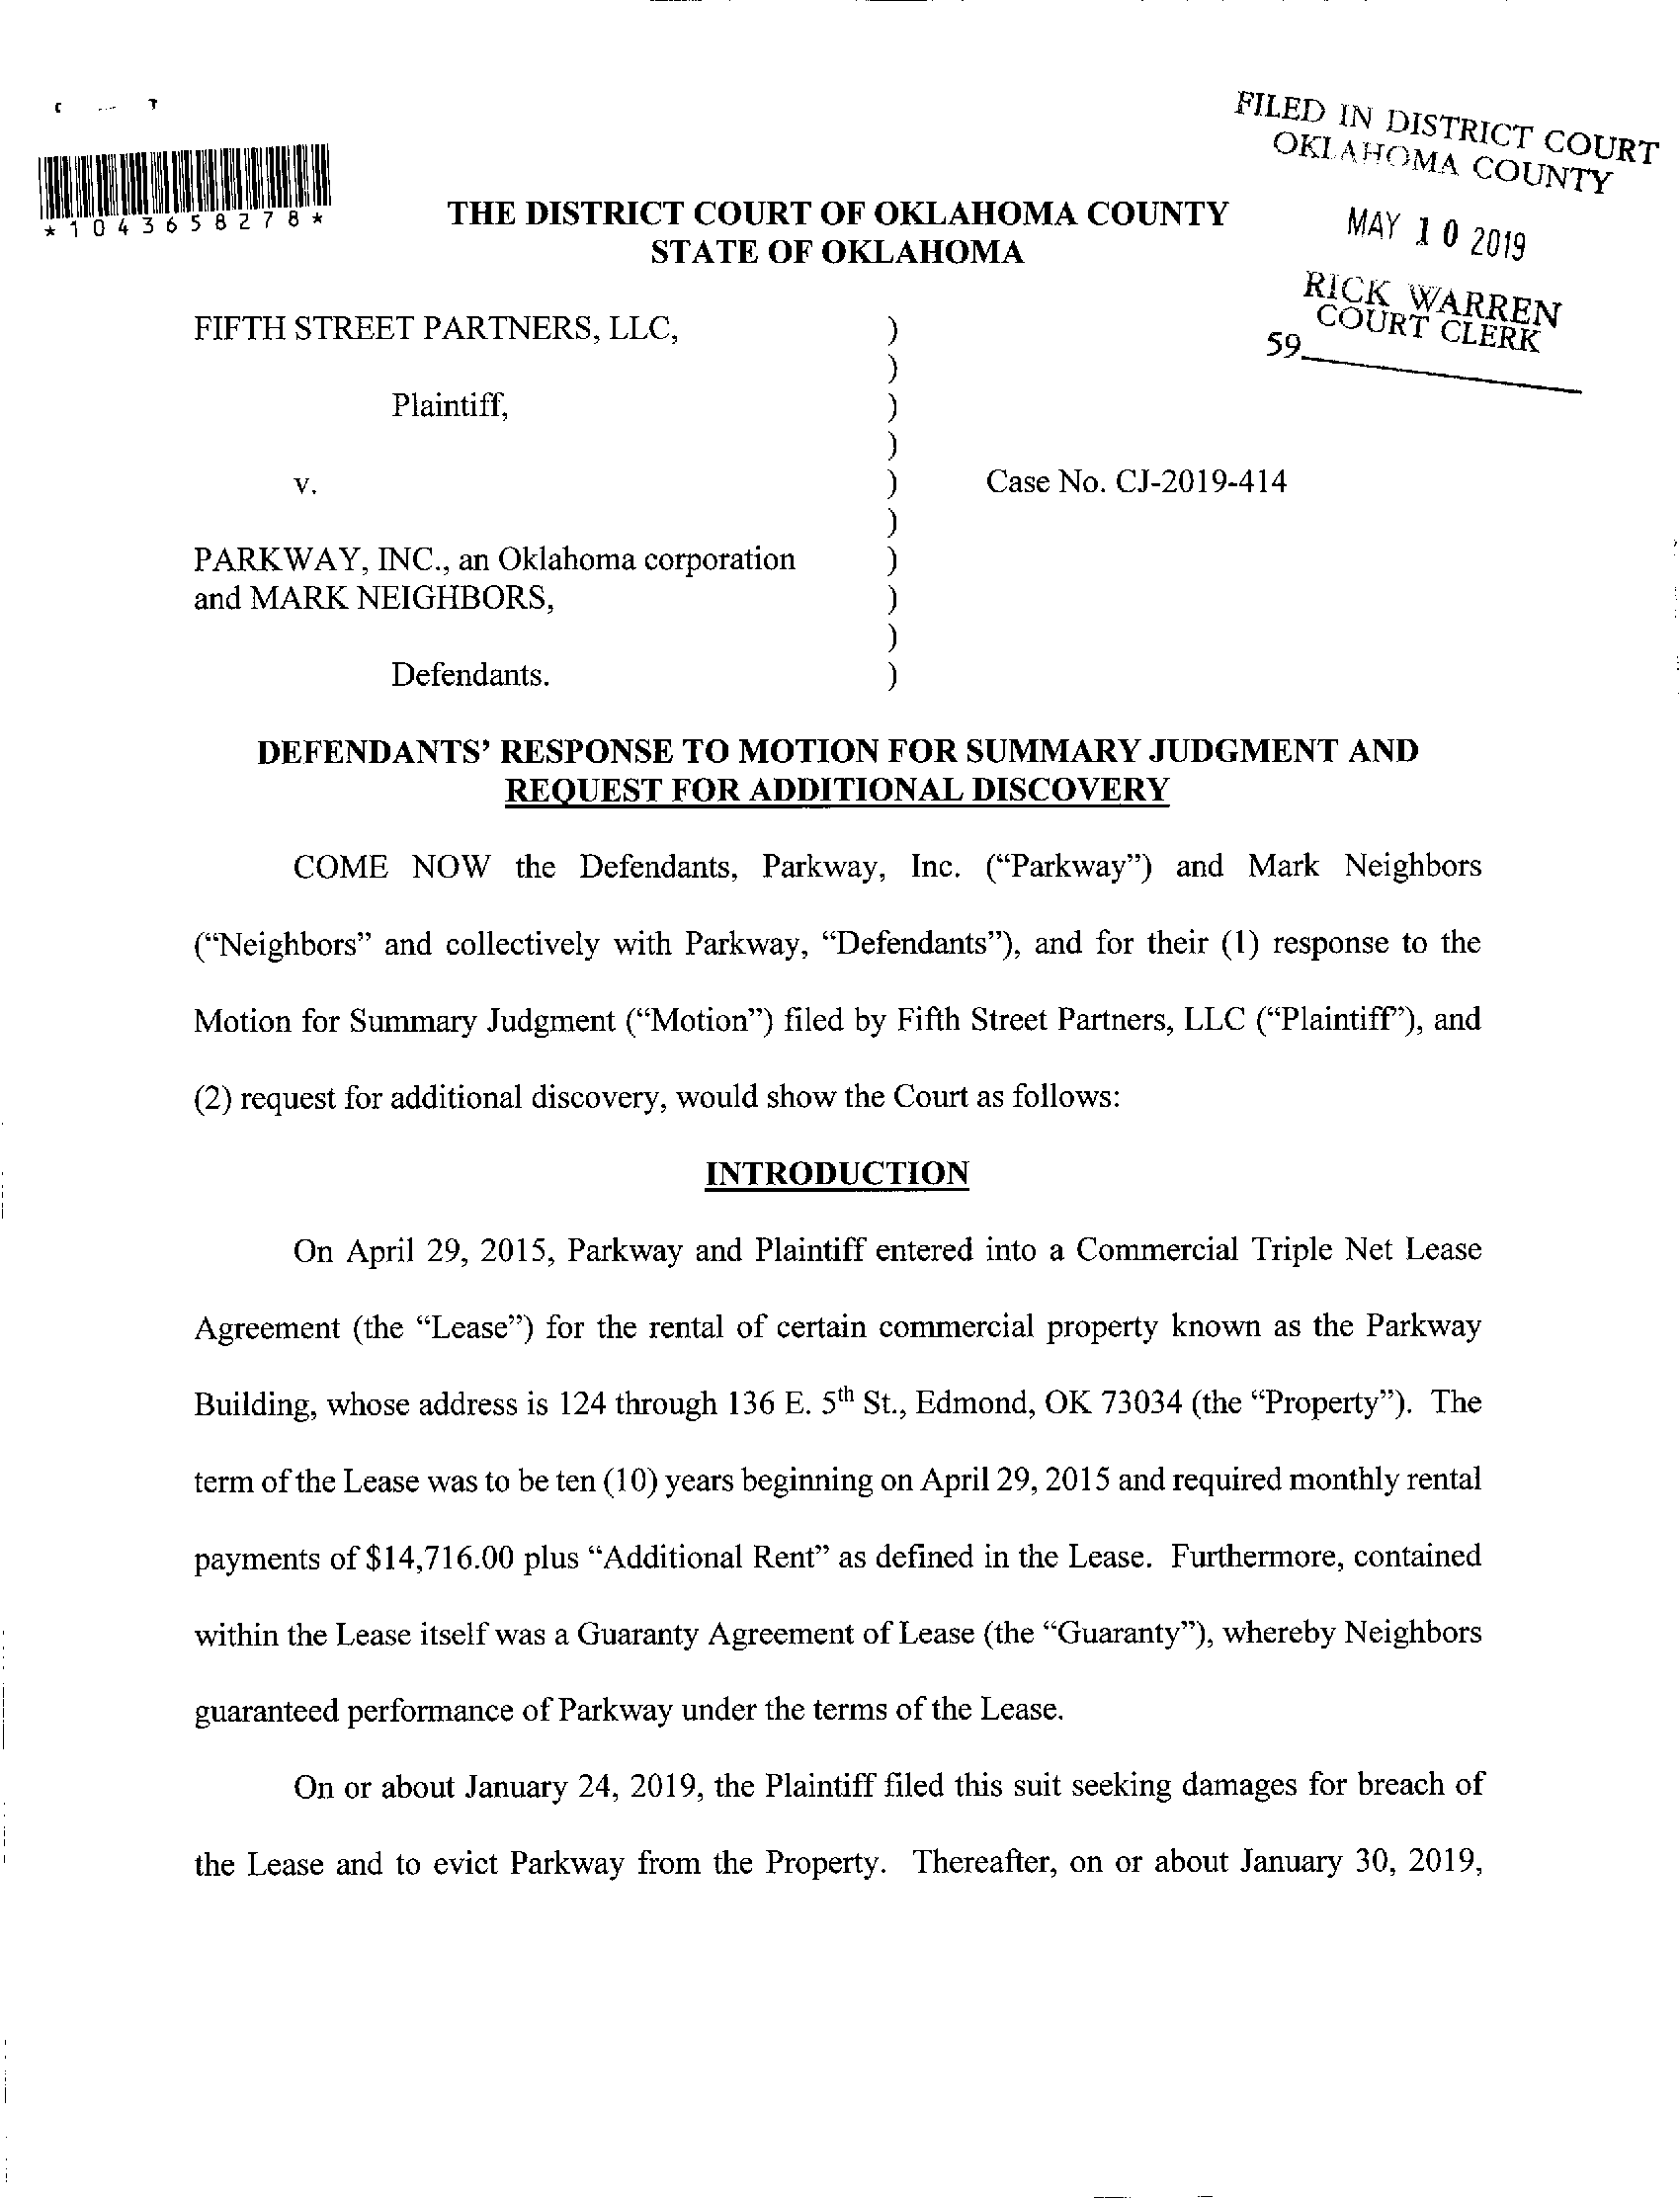 FILED IN DISTRICT COURT
OKLAHOMA COUNTY
MAY 10 2019
RICK WARREN
COURT CLERK
59
*1043658278*
THE DISTRICT COURT OF OKLAHOMA COUNTY
STATE OF OKLAHOMA
FIFTH STREET PARTNERS, LLC, )
)
Plaintiff, )
)
v. ) Case No. CJ-2019-414
)
PARKWAY, INC., an Oklahoma corporation )
and MARK NEIGHBORS, )
)
Defendants. )
DEFENDANTS’ RESPONSE TO MOTION FOR SUMMARY JUDGMENT AND
REQUEST FOR ADDITIONAL DISCOVERY
COME NOW the Defendants, Parkway, Inc. (“Parkway”) and Mark Neighbors
(“Neighbors” and collectively with Parkway, “Defendants”), and for their (1) response to the
Motion for Summary Judgment (“Motion”) filed by Fifth Street Partners, LLC (“Plaintiff”), and
(2) request for additional discovery, would show the Court as follows:
INTRODUCTION
On April 29, 2015, Parkway and Plaintiff entered into a Commercial Triple Net Lease
Agreement (the “Lease”) for the rental of certain commercial property known as the Parkway
Building, whose address is 124 through 136 E. 5th St., Edmond, OK 73034 (the “Property”). The
term of the Lease was to be ten (10) years beginning on April 29, 2015 and required monthly rental
payments of $14,716.00 plus “Additional Rent” as defined in the Lease. Furthermore, contained
within the Lease itself was a Guaranty Agreement of Lease (the “Guaranty”), whereby Neighbors
guaranteed performance of Parkway under the terms of the Lease.
On or about January 24, 2019, the Plaintiff filed this suit seeking damages for breach of
the Lease and to evict Parkway from the Property. Thereafter, on or about January 30, 2019,